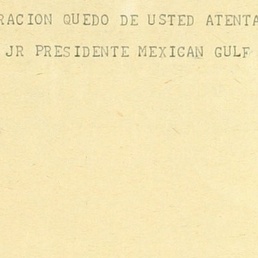 RACION QUEDO DE USTED ATENTA
JR PRESIDENTE MEXICAN GULF